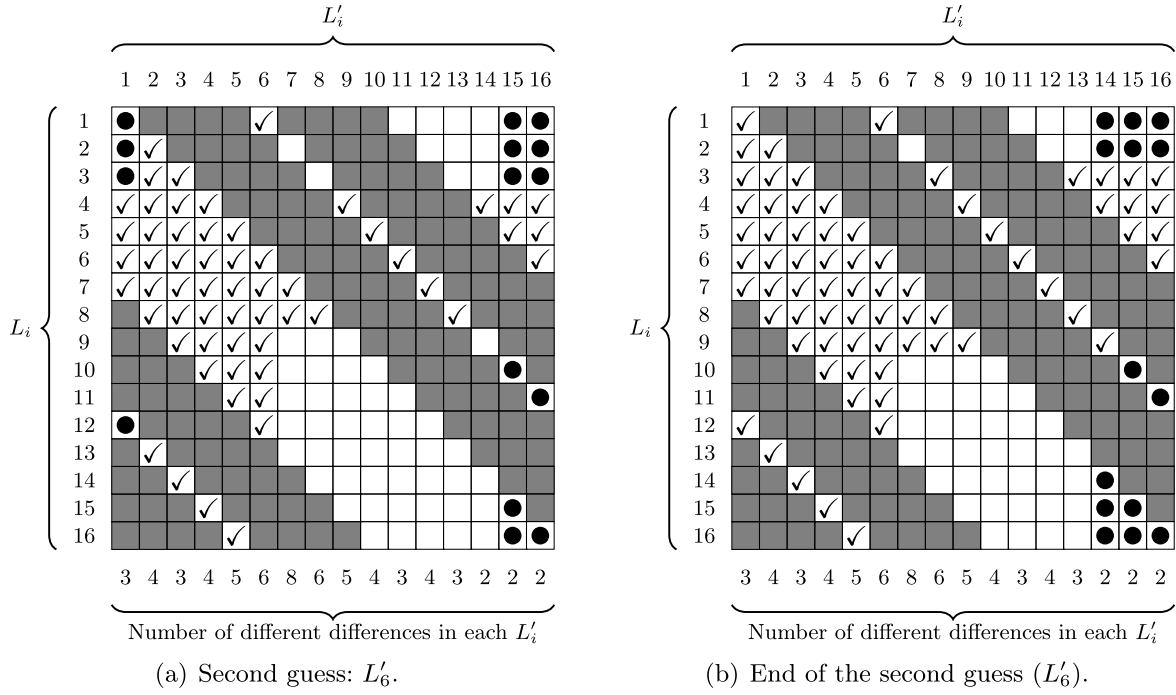 L′ᵢ L′ᵢ
1 2 3 4 5 6 7 8 9 10 11 12 13 14 15 16 1 2 3 4 5 6 7 8 9 10 11 12 13 14 15 16
1 ● ✓ ● ● 1 ✓ ✓ ● ● ●
2 ● ✓ ● ● 2 ✓ ✓ ● ● ●
3 ● ✓ ✓ ● ● 3 ✓ ✓ ✓ ✓ ✓ ✓ ✓ ✓
4 ✓ ✓ ✓ ✓ ✓ ✓ ✓ ✓ 4 ✓ ✓ ✓ ✓ ✓ ✓ ✓ ✓
5 ✓ ✓ ✓ ✓ ✓ ✓ ✓ ✓ 5 ✓ ✓ ✓ ✓ ✓ ✓ ✓ ✓
6 ✓ ✓ ✓ ✓ ✓ ✓ ✓ ✓ 6 ✓ ✓ ✓ ✓ ✓ ✓ ✓ ✓
7 ✓ ✓ ✓ ✓ ✓ ✓ ✓ ✓ 7 ✓ ✓ ✓ ✓ ✓ ✓ ✓ ✓
Lᵢ 8 ✓ ✓ ✓ ✓ ✓ ✓ ✓ ✓ Lᵢ 8 ✓ ✓ ✓ ✓ ✓ ✓ ✓ ✓
9 ✓ ✓ ✓ ✓ 9 ✓ ✓ ✓ ✓ ✓ ✓ ✓ ✓
10 ✓ ✓ ✓ ● 10 ✓ ✓ ✓ ●
11 ✓ ✓ ● 11 ✓ ✓ ●
12 ● ✓ 12 ✓ ✓
13 ✓ 13 ✓
14 ✓ 14 ✓ ●
15 ✓ ● 15 ✓ ● ●
16 ✓ ● ● 16 ✓ ● ● ●
3 4 3 4 5 6 8 6 5 4 3 4 3 2 2 2 3 4 3 4 5 6 8 6 5 4 3 4 3 2 2 2
Number of different differences in each L′ᵢ Number of different differences in each L′ᵢ
(a) Second guess: L′₆. (b) End of the second guess (L′₆).